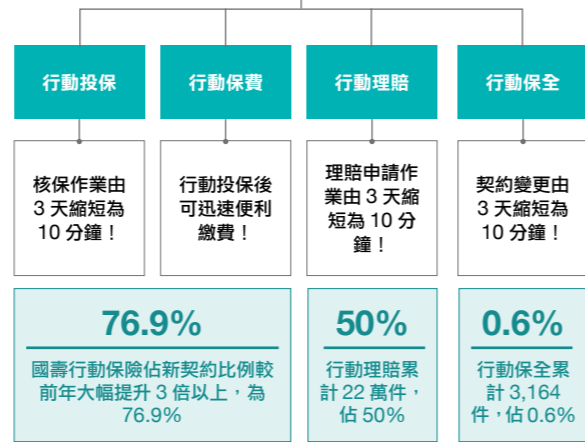 行動投保
行動保費
行動理賠
行動保全
核保作業由
3 天縮短為
10 分鐘！
行動投保後
可迅速便利
繳費！
理賠申請作
業由 3 天縮
短為 10 分
鐘！
契約變更由
3 天縮短為
10 分鐘！
76.9%
國壽行動保險佔新契約比例較
前年大幅提升 3 倍以上，為
76.9%
50%
行動理賠累
計 22 萬件，
佔 50%
0.6%
行動保全累
計 3,164
件，佔 0.6%